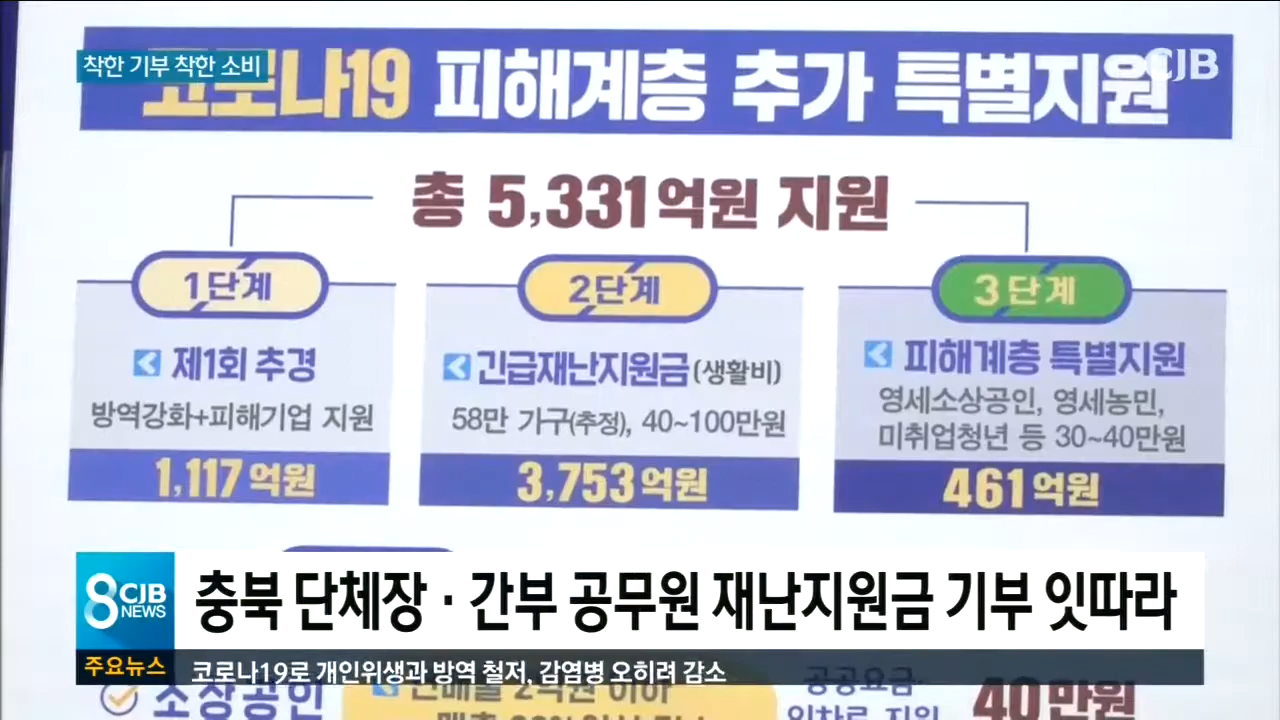 착한 기부 착한 소비
CJB
코로나19 피해계층 추가 특별지원
총 5,331억원 지원
1단계
제1회 추경
방역강화+피해기업 지원
1,117억원
2단계
긴급재난지원금(생활비)
58만 가구(추정), 40~100만원
3,753억원
3단계
피해계층 특별지원
영세소상공인, 영세농민,
미취업청년 등 30~40만원
461억원
8 CJB NEWS
충북 단체장·간부 공무원 재난지원금 기부 잇따라
주요뉴스
코로나19로 개인위생과 방역 철저, 감염병 오히려 감소
소상공인
공공요금·
40만원